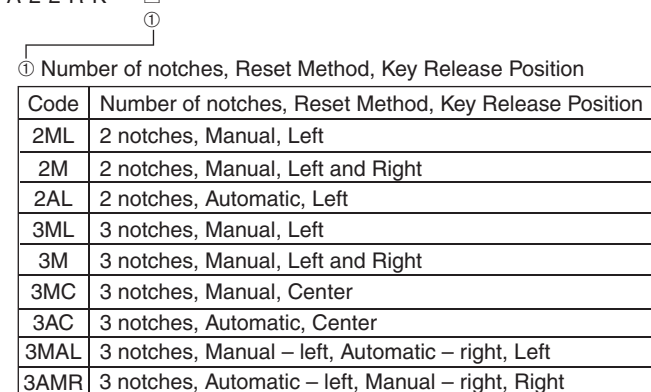 ①
① Number of notches, Reset Method, Key Release Position
Code Number of notches, Reset Method, Key Release Position
2ML 2 notches, Manual, Left
2M 2 notches, Manual, Left and Right
2AL 2 notches, Automatic, Left
3ML 3 notches, Manual, Left
3M 3 notches, Manual, Left and Right
3MC 3 notches, Manual, Center
3AC 3 notches, Automatic, Center
3MAL 3 notches, Manual – left, Automatic – right, Left
3AMR 3 notches, Automatic – left, Manual – right, Right